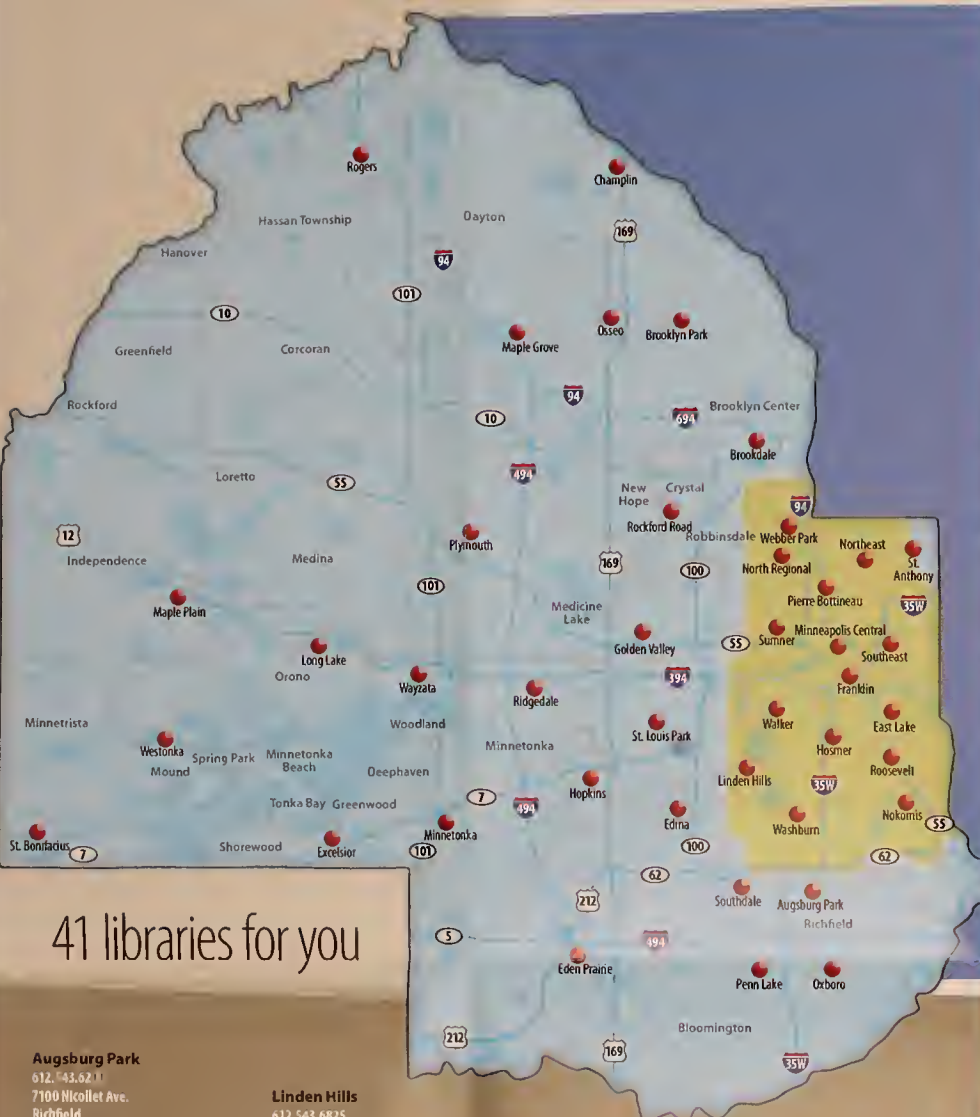 Rogers
Champlin
Hassan Township
Dayton
169
Hanover
94
101
10
Osseo
Brooklyn Park
Maple Grove
Greenfield
Corcoran
94
Rockford
Brooklyn Center
10
694
Brookdale
Loretto
494
55
New
Hope
Crystal
94
12
Rockford Road
Robbinsdale
Webber Park
Plymouth
Northeast
Independence
Medina
169
100
North Regional
St.
Anthony
101
Pierre Bottineau
Maple Plain
Medicine
Lake
35W
Sumner
Minneapolis Central
55
Golden Valley
Southeast
Long Lake
Orono
394
Wayzata
Franklin
Ridgedale
Minnetrista
Woodland
Walker
East Lake
St. Louis Park
Westonka
Mound
Spring Park
Minnetonka
Beach
Minnetonka
Hosmer
Deephaven
Roosevelt
Linden Hills
35W
Hopkins
7
494
Tonka Bay
Greenwood
Nokomis
Edina
Washburn
55
St. Bonifacius
7
Shorewood
Excelsior
Minnetonka
101
100
62
62
212
Southdale
Augsburg Park
Richfield
41 libraries for you
5
494
Eden Prairie
Penn Lake
Oxboro
Bloomington
212
169
35W
Augsburg Park
7100 Nicollet Ave.
Richfield
Linden Hills
612.543.6825